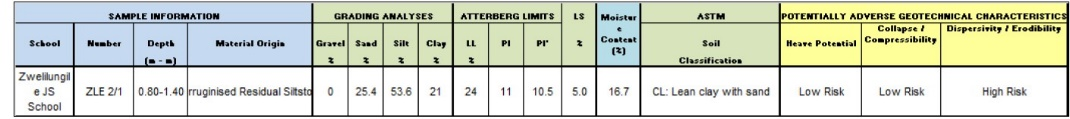 SAMPLE INFORMATION GRADING ANALYSES ATTERBERG LIMITS LS Moisture Content (%) ASTM POTENTIALLY ADVERSE GEOTECHNICAL CHARACTERISTICS
School Number Depth (m - m) Material Origin Gravel % Sand % Silt % Clay % LL % PI PI' % Soil Classification Heave Potential Collapse / Compressibility Dispersivity / Erodibility
Zwelilungile JS School ZLE 2/1 0.80-1.40 rruginised Residual Siltsto 0 25.4 53.6 21 24 11 10.5 5.0 16.7 CL: Lean clay with sand Low Risk Low Risk High Risk